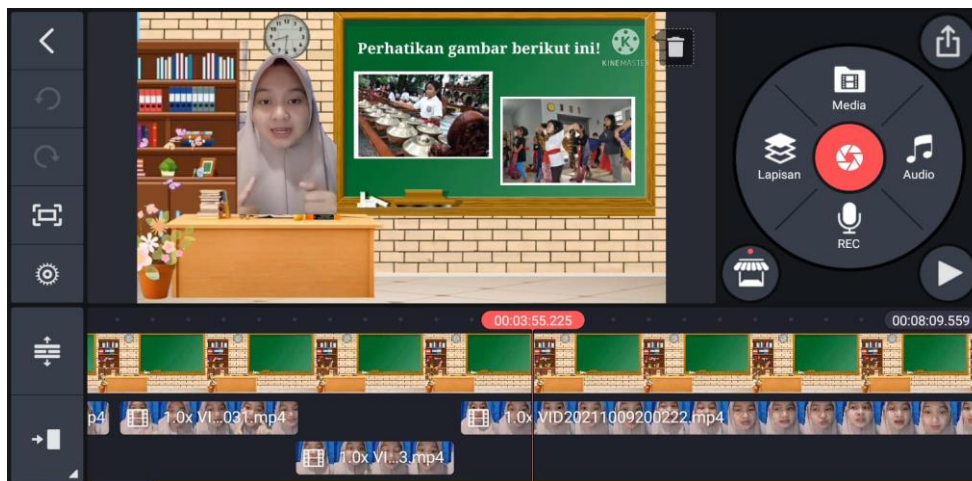 Perhatikan gambar berikut ini!
KINEMASTER
Media
Lapisan
Audio
REC
00:03:55.225
00:08:09.559
p4
1.0x VI...031.mp4
1.0x VID20211009200222.mp4
1.0x VI...3.mp4